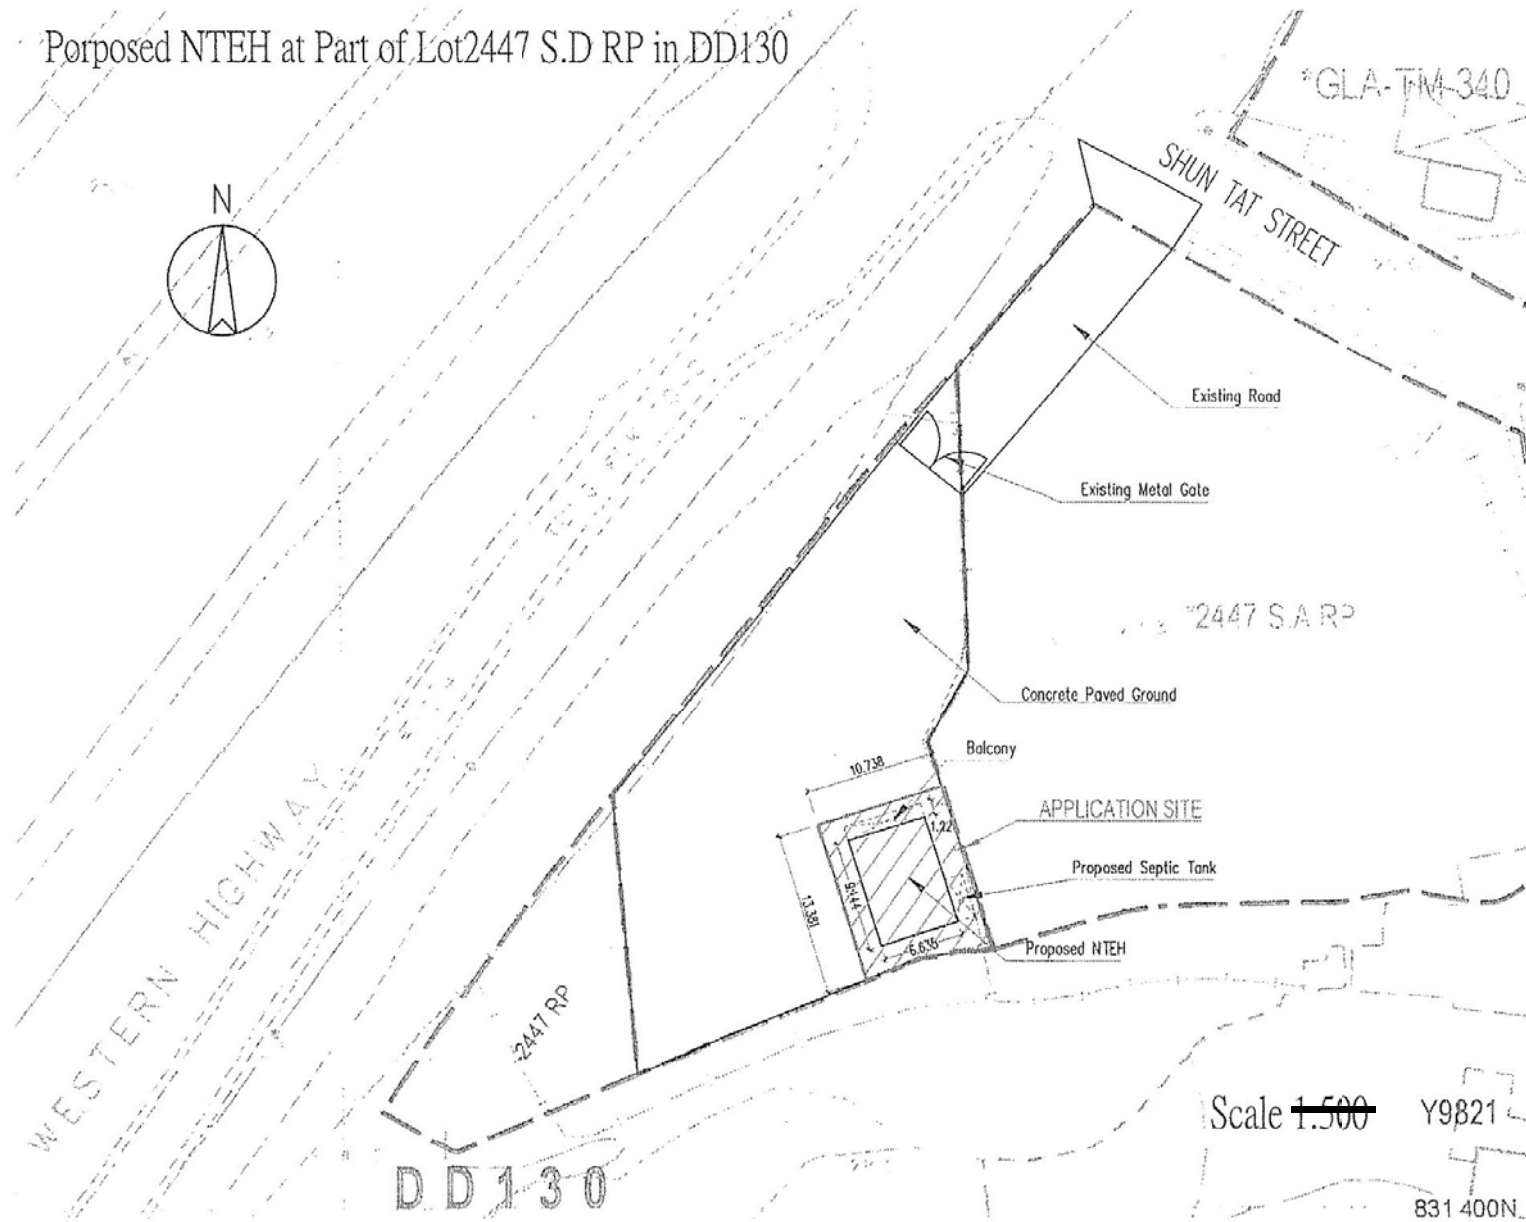 Porposed NTEH at Part of Lot2447 S.D RP in DD130
*GLA-TM-340
N
SHUN TAT STREET
Existing Road
Existing Metal Gate
*2447 S.A RP
Concrete Paved Ground
Balcony
10.738
APPLICATION SITE
1.22
Proposed Septic Tank
9.144
13.381
6.636
Proposed NTEH
WESTERN HIGHWAY
2447 RP
Scale 1:500
Y9821
DD130
831 400N